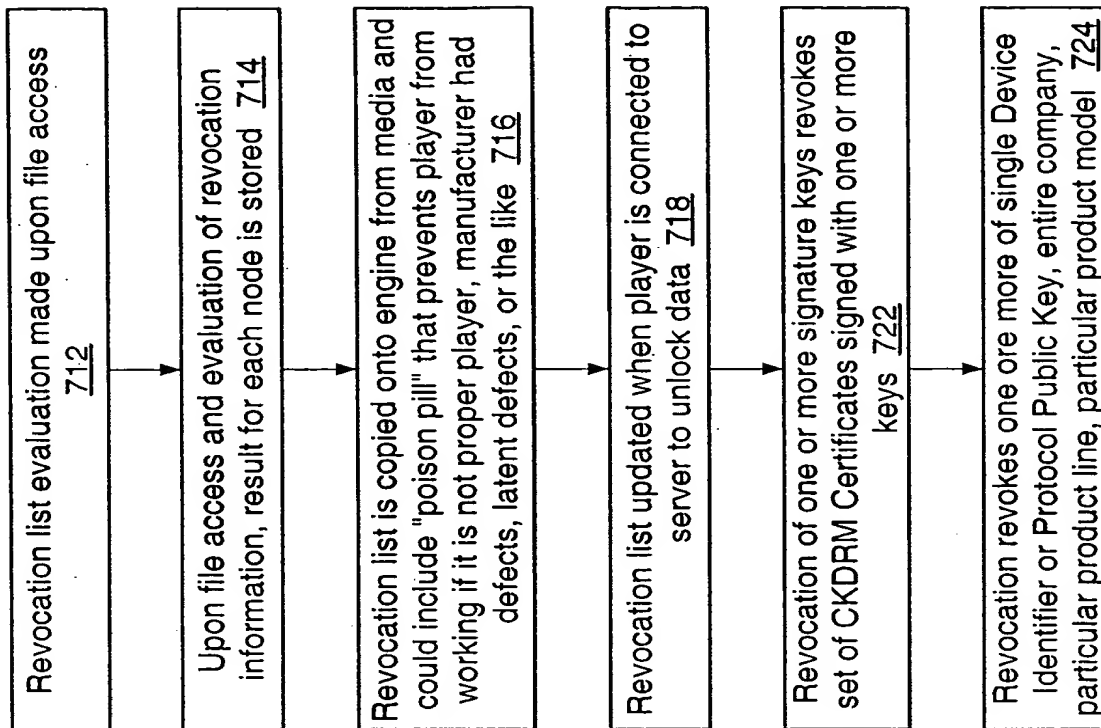 Revocation list evaluation made upon file access
712
Upon file access and evaluation of revocation
information, result for each node is stored 714
Revocation list is copied onto engine from media and
could include "poison pill" that prevents player from
working if it is not proper player, manufacturer had
defects, latent defects, or the like 716
Revocation list updated when player is connected to
server to unlock data 718
Revocation of one or more signature keys revokes
set of CKDRM Certificates signed with one or more
keys 722
Revocation revokes one ore more of single Device
Identifier or Protocol Public Key, entire company,
particular product line, particular product model 724